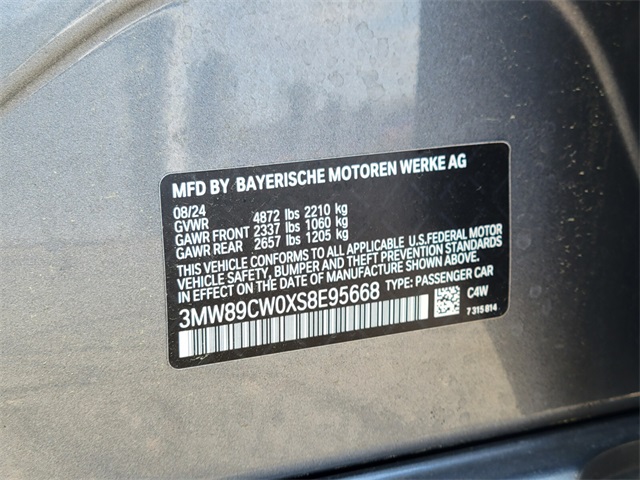 MFD BY BAYERISCHE MOTOREN WERKE AG
08/24
GVWR 4872 lbs 2210 kg
GAWR FRONT 2337 lbs 1060 kg
GAWR REAR 2657 lbs 1205 kg
THIS VEHICLE CONFORMS TO ALL APPLICABLE U.S.FEDERAL MOTOR
VEHICLE SAFETY, BUMPER AND THEFT PREVENTION STANDARDS
IN EFFECT ON THE DATE OF MANUFACTURE SHOWN ABOVE.
3MW89CW0XS8E95668 TYPE: PASSENGER CAR
C4W
7 315 814